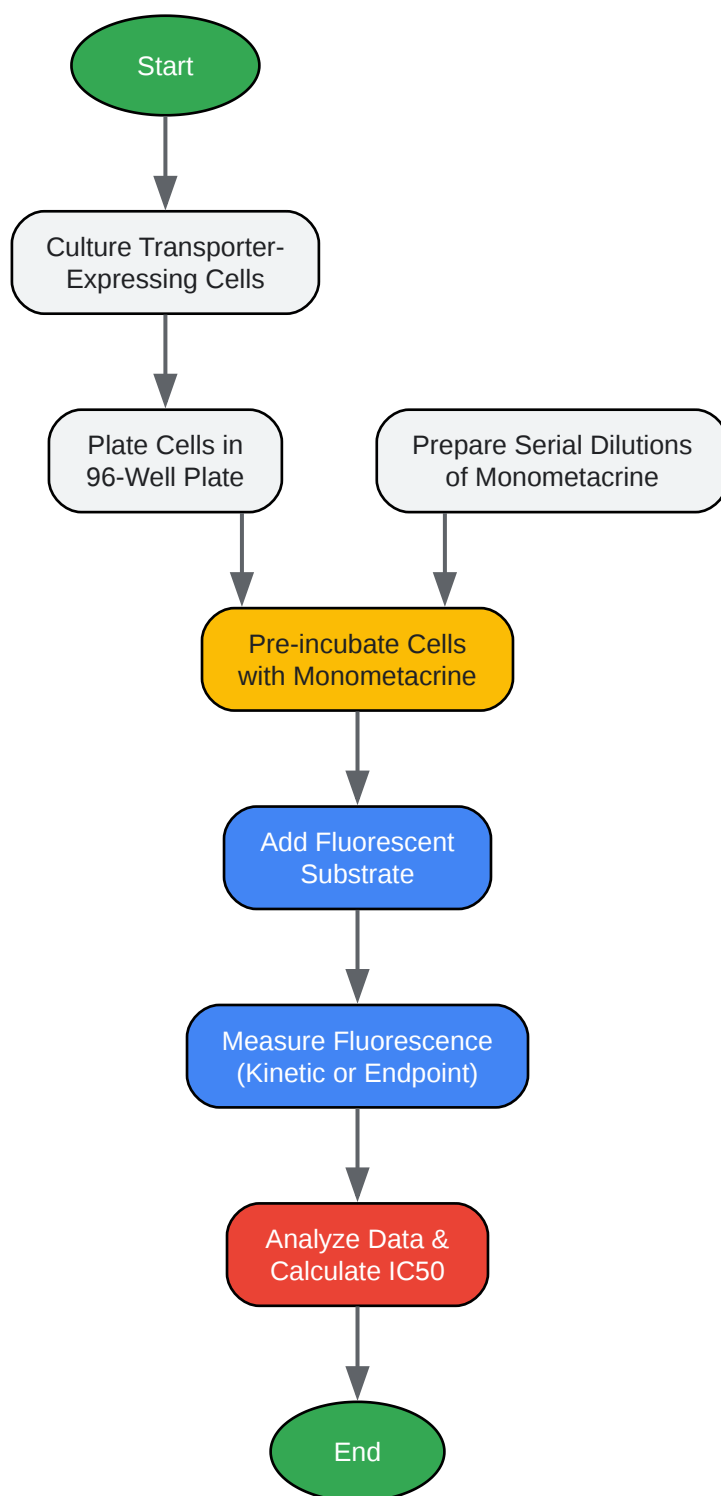 Start
Culture Transporter-
Expressing Cells
Plate Cells in
96-Well Plate
Prepare Serial Dilutions
of Monometacrine
Pre-incubate Cells
with Monometacrine
Add Fluorescent
Substrate
Measure Fluorescence
(Kinetic or Endpoint)
Analyze Data &
Calculate IC50
End